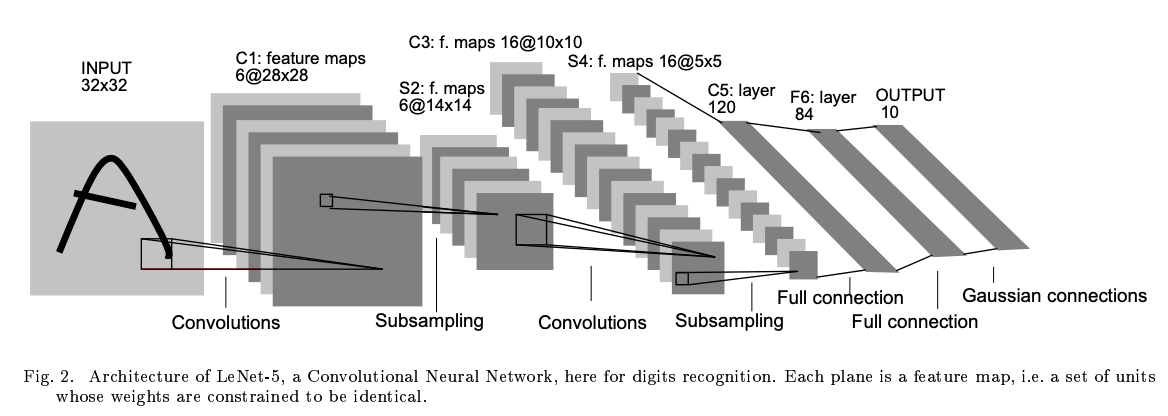 INPUT
32x32
C1: feature maps
6@28x28
C3: f. maps 16@10x10
S2: f. maps
6@14x14
S4: f. maps 16@5x5
C5: layer
120
F6: layer
84
OUTPUT
10
Convolutions
Subsampling
Convolutions
Subsampling
Full connection
Full connection
Gaussian connections
Fig. 2. Architecture of LeNet-5, a Convolutional Neural Network, here for digits recognition. Each plane is a feature map, i.e. a set of units
whose weights are constrained to be identical.